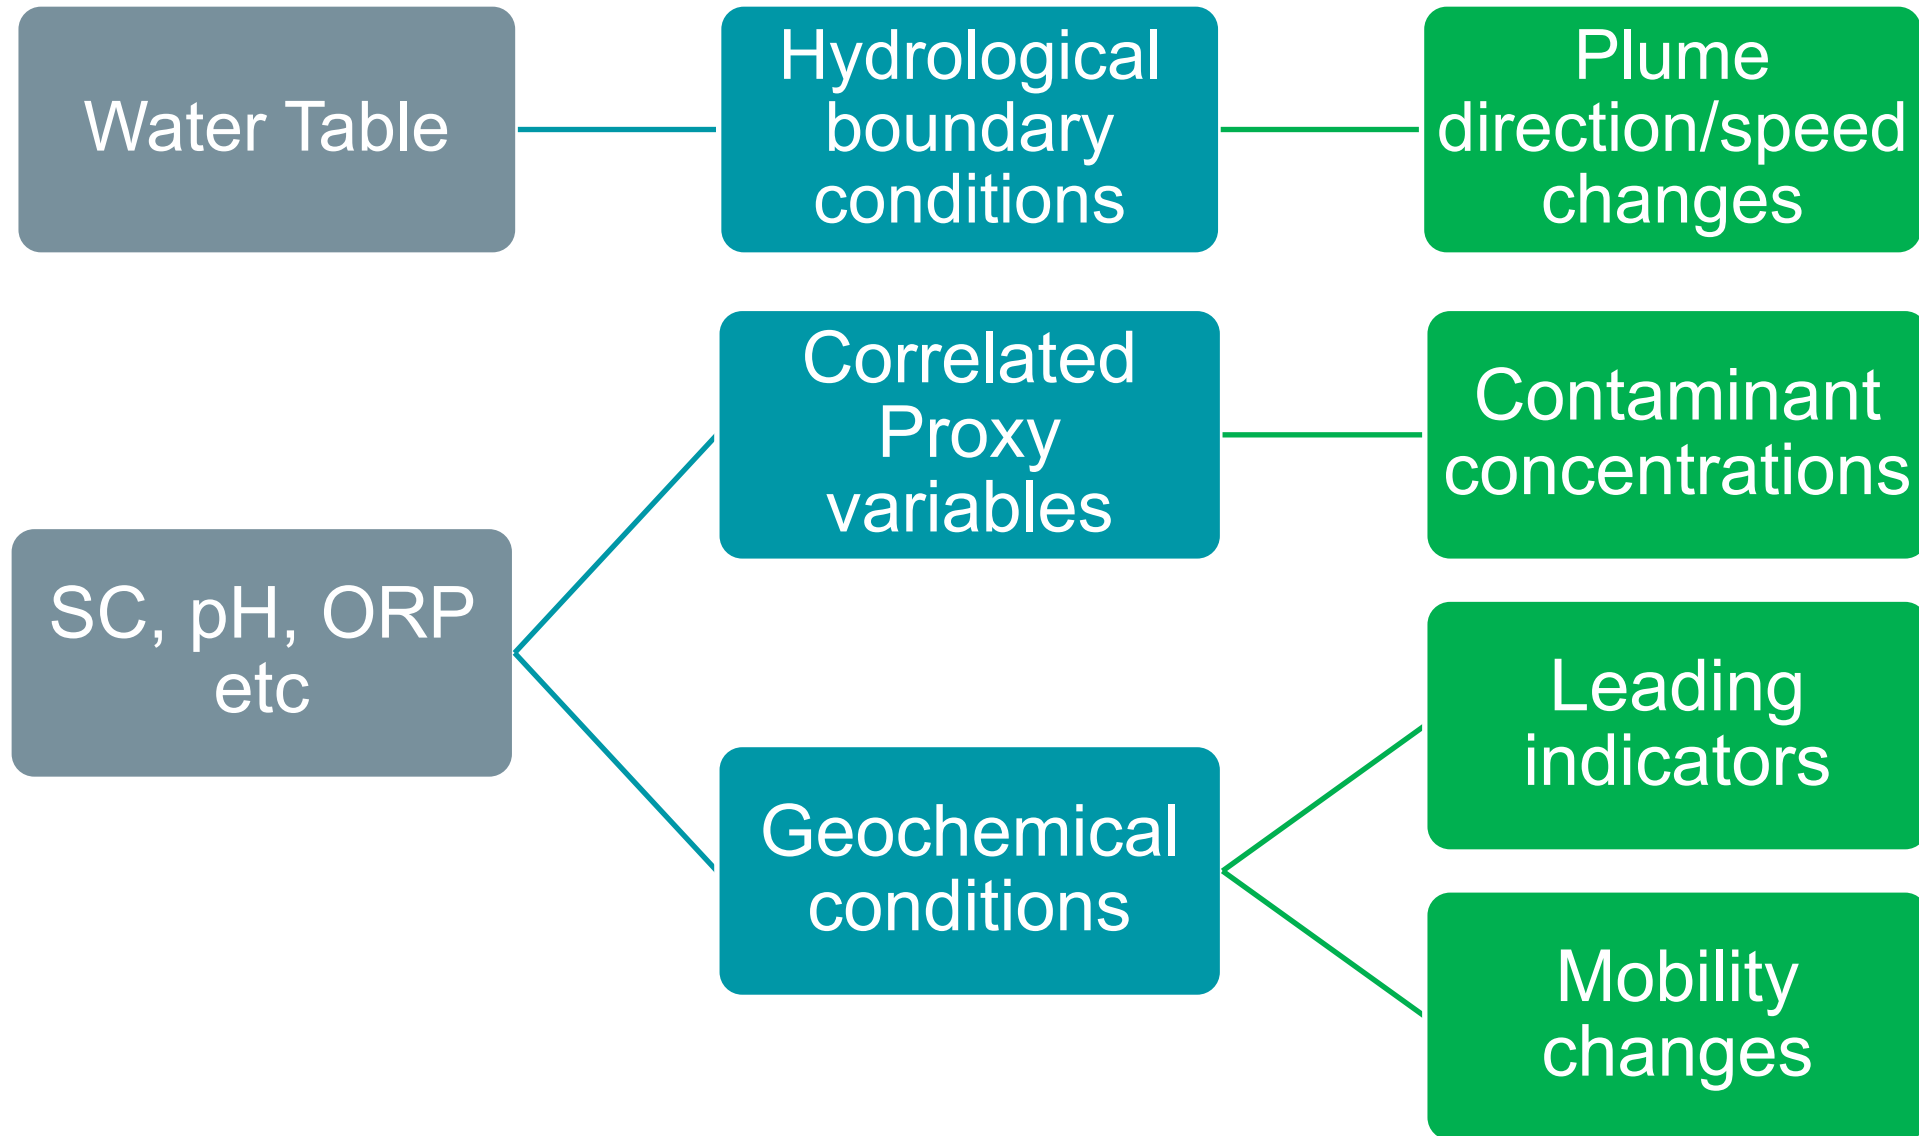 Water Table
Hydrological
boundary
conditions
Plume
direction/speed
changes
SC, pH, ORP
etc
Correlated
Proxy
variables
Contaminant
concentrations
Geochemical
conditions
Leading
indicators
Mobility
changes